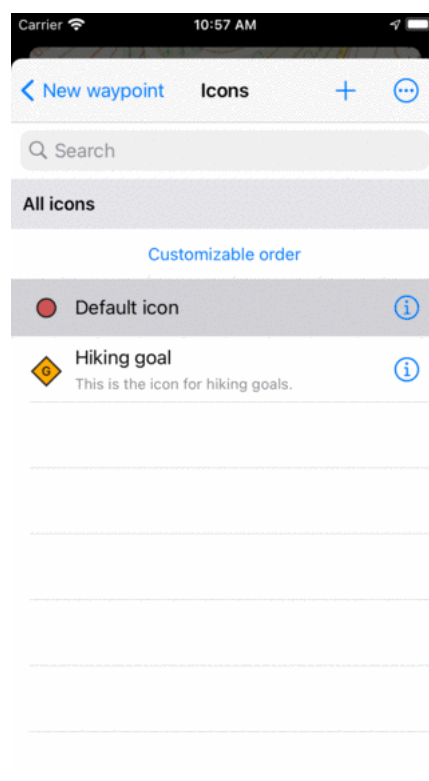 Carrier 10:57 AM
New waypoint Icons
Search
All icons
Customizable order
Default icon
Hiking goal
G
This is the icon for hiking goals.